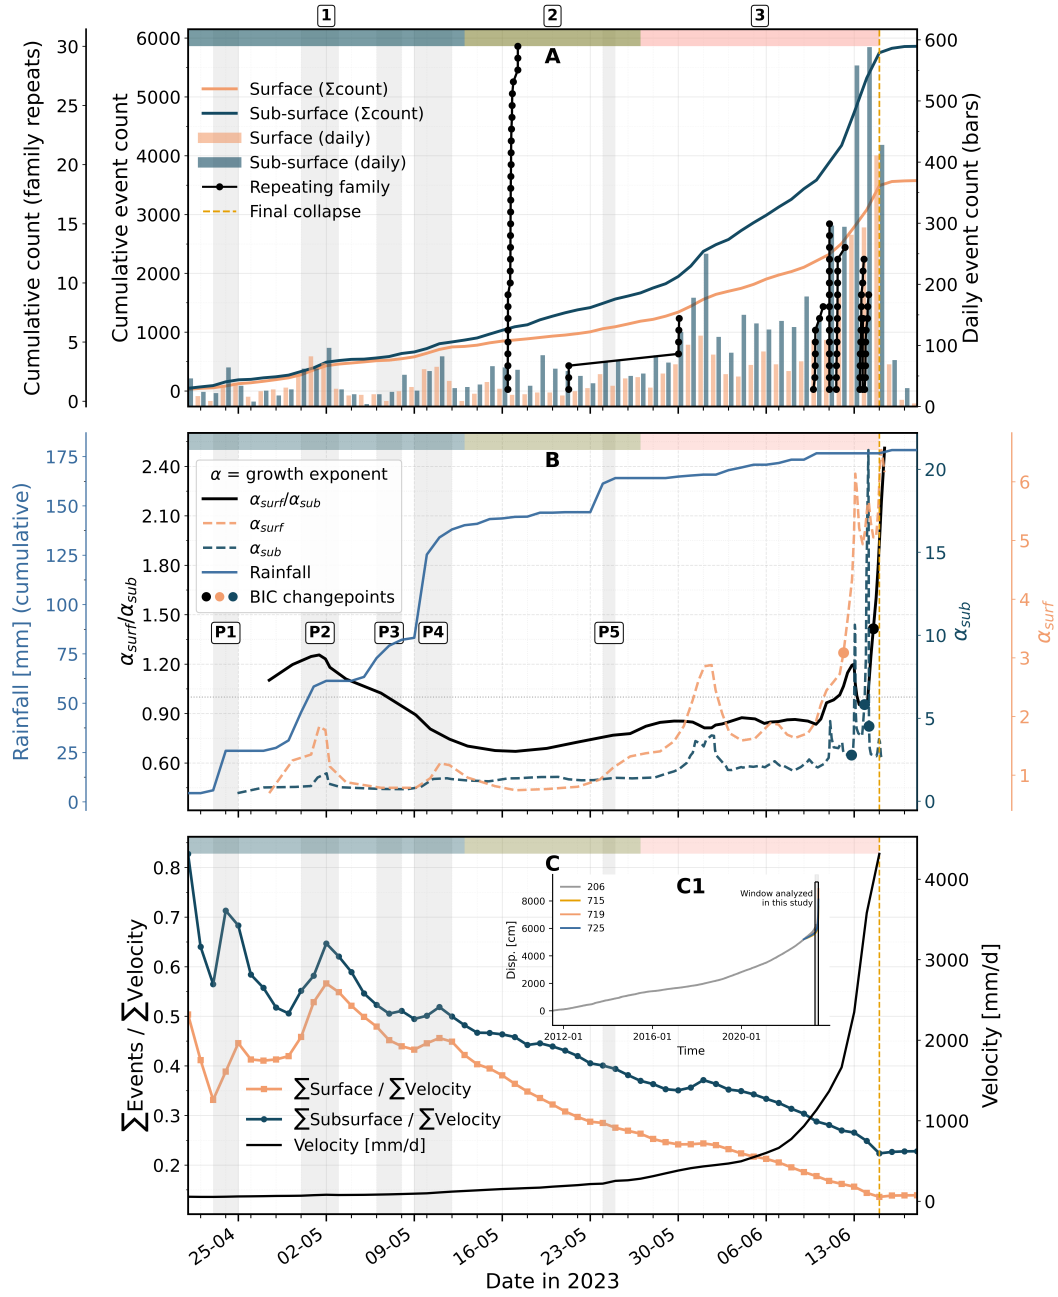 1
2
3
A
Cumulative count (family repeats)
30
25
20
15
10
5
0
Cumulative event count
6000
5000
4000
3000
2000
1000
0
Surface (Σcount)
Sub-surface (Σcount)
Surface (daily)
Sub-surface (daily)
Repeating family
Final collapse
600
500
400
300
200
100
0
Daily event count (bars)
B
Rainfall [mm] (cumulative)
175
150
125
100
75
50
25
0
α_surf/α_sub
2.40
2.10
1.80
1.50
1.20
0.90
0.60
α = growth exponent
α_surf/α_sub
α_surf
α_sub
Rainfall
BIC changepoints
P1
P2
P3
P4
P5
20
15
10
5
0
α_sub
6
5
4
3
2
1
α_surf
C
∑Events / ∑Velocity
0.8
0.7
0.6
0.5
0.4
0.3
0.2
∑Surface / ∑Velocity
∑Subsurface / ∑Velocity
Velocity [mm/d]
C1
206
715
719
725
Window analyzed
in this study
Disp. [cm]
8000
6000
4000
2000
0
2012-01
2016-01
2020-01
Time
4000
3000
2000
1000
0
Velocity [mm/d]
25-04
02-05
09-05
16-05
23-05
30-05
06-06
13-06
Date in 2023